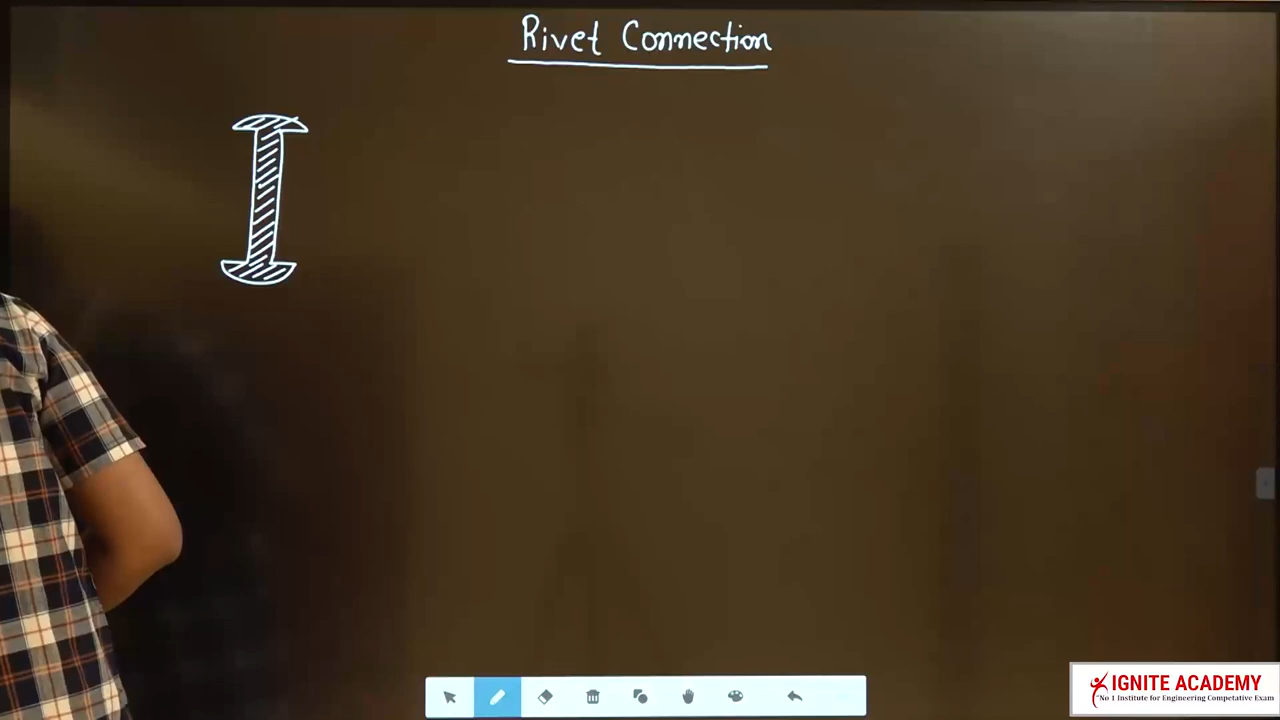 Rivet Connection
IGNITE ACADEMY
"No 1 Institute for Engineering Competative Exam